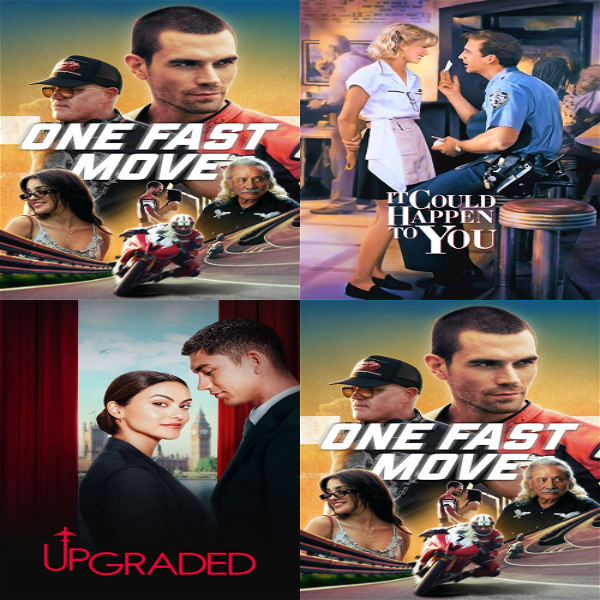 ONE FAST
MOVE
IT COULD
HAPPEN
TO YOU
UPGRADED
ONE FAST
MOVE